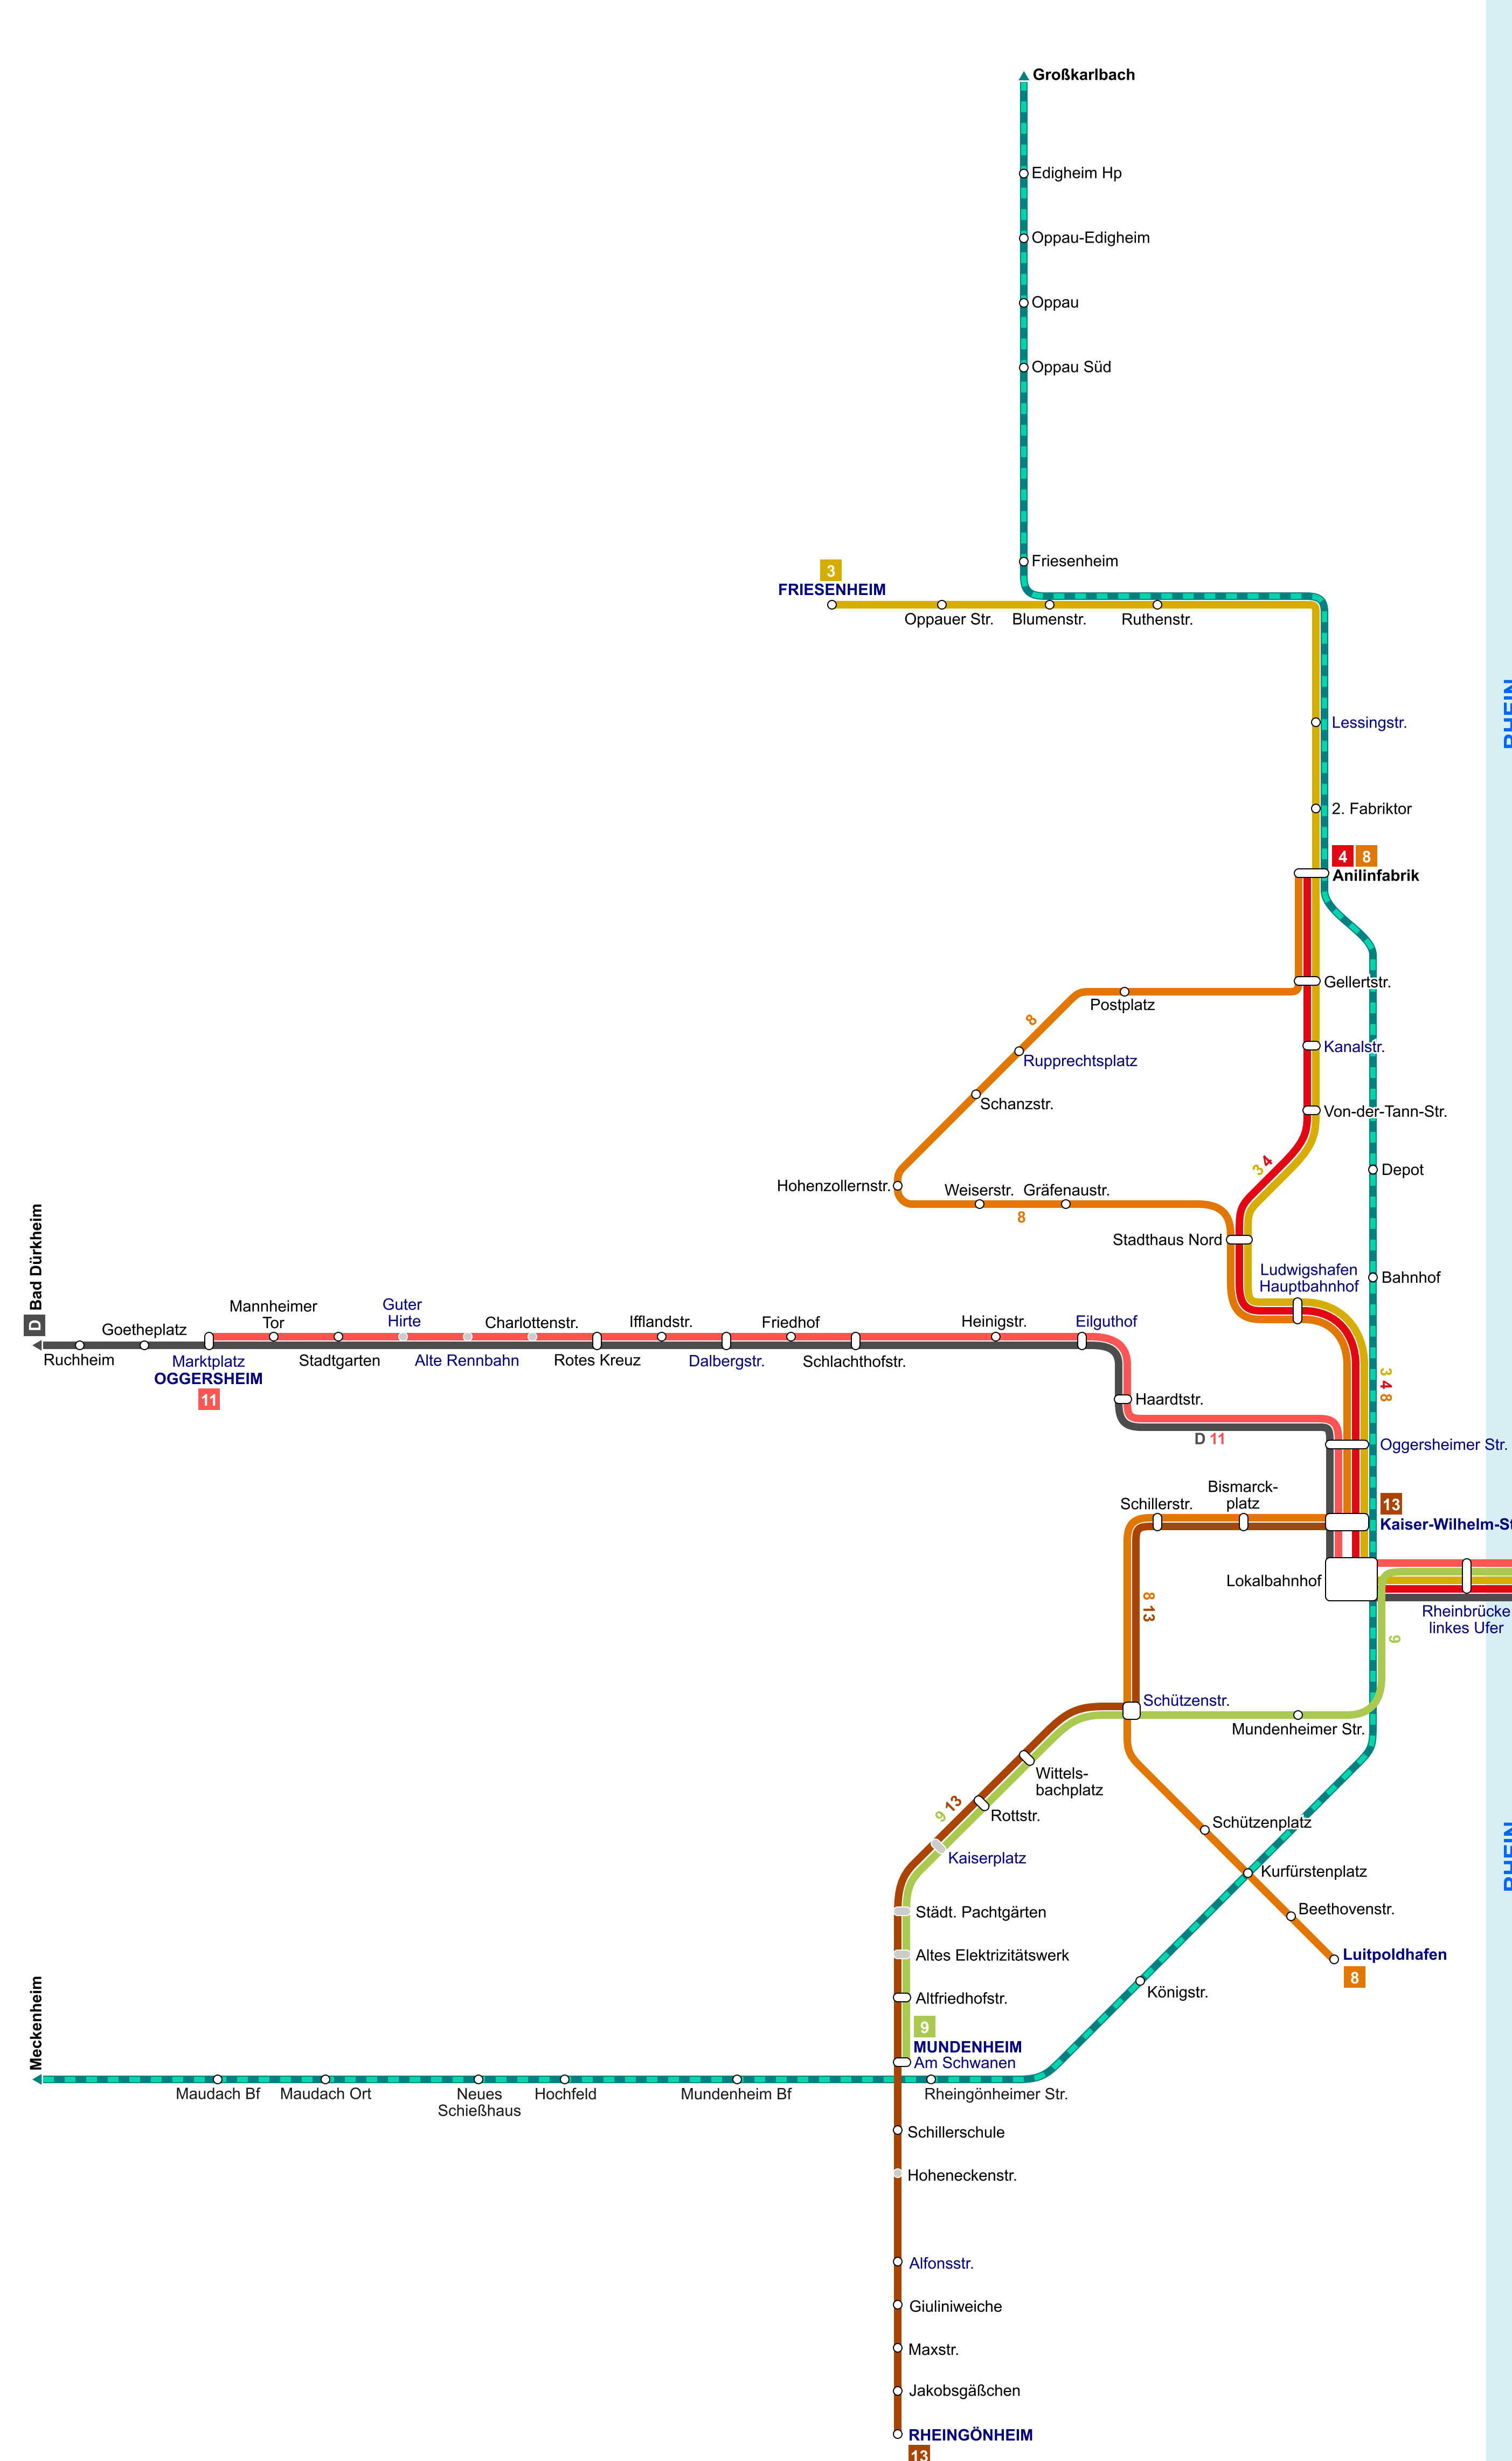 Großkarlbach
Edigheim Hp
Oppau-Edigheim
Oppau
Oppau Süd
Friesenheim
3
FRIESENHEIM
Oppauer Str.
Blumenstr.
Ruthenstr.
RHEIN
Lessingstr.
2. Fabriktor
4 8
Anilinfabrik
Gellertstr.
Postplatz
8
Kanalstr.
Rupprechtsplatz
Schanzstr.
Von-der-Tann-Str.
3 4
Depot
Hohenzollernstr.
Weiserstr.
Gräfenaustr.
8
Stadthaus Nord
Ludwigshafen
Hauptbahnhof
Bahnhof
D Bad Dürkheim
Ruchheim
Goetheplatz
Marktplatz
OGGERSHEIM
11
Mannheimer
Tor
Stadtgarten
Guter
Hirte
Alte Rennbahn
Charlottenstr.
Rotes Kreuz
Ifflandstr.
Dalbergstr.
Friedhof
Schlachthofstr.
Heinigstr.
Eilguthof
3 4 8
Haardtstr.
D 11
Oggersheimer Str.
13
Kaiser-Wilhelm-St
Schillerstr.
Bismarck-
platz
Lokalbahnhof
Rheinbrücke
linkes Ufer
8 13
9
Schützenstr.
Mundenheimer Str.
Wittels-
bachplatz
9 13
Rottstr.
Kaiserplatz
Schützenplatz
Kurfürstenplatz
RHEIN
Beethovenstr.
Luitpoldhafen
8
Städt. Pachtgärten
Altes Elektrizitätswerk
Altfriedhofstr.
Königstr.
9
MUNDENHEIM
Am Schwanen
Meckenheim
Maudach Bf
Maudach Ort
Neues
Schießhaus
Hochfeld
Mundenheim Bf
Rheingönheimer Str.
Schillerschule
Hoheneckenstr.
Alfonsstr.
Giuliniweiche
Maxstr.
Jakobsgäßchen
RHEINGÖNHEIM
13